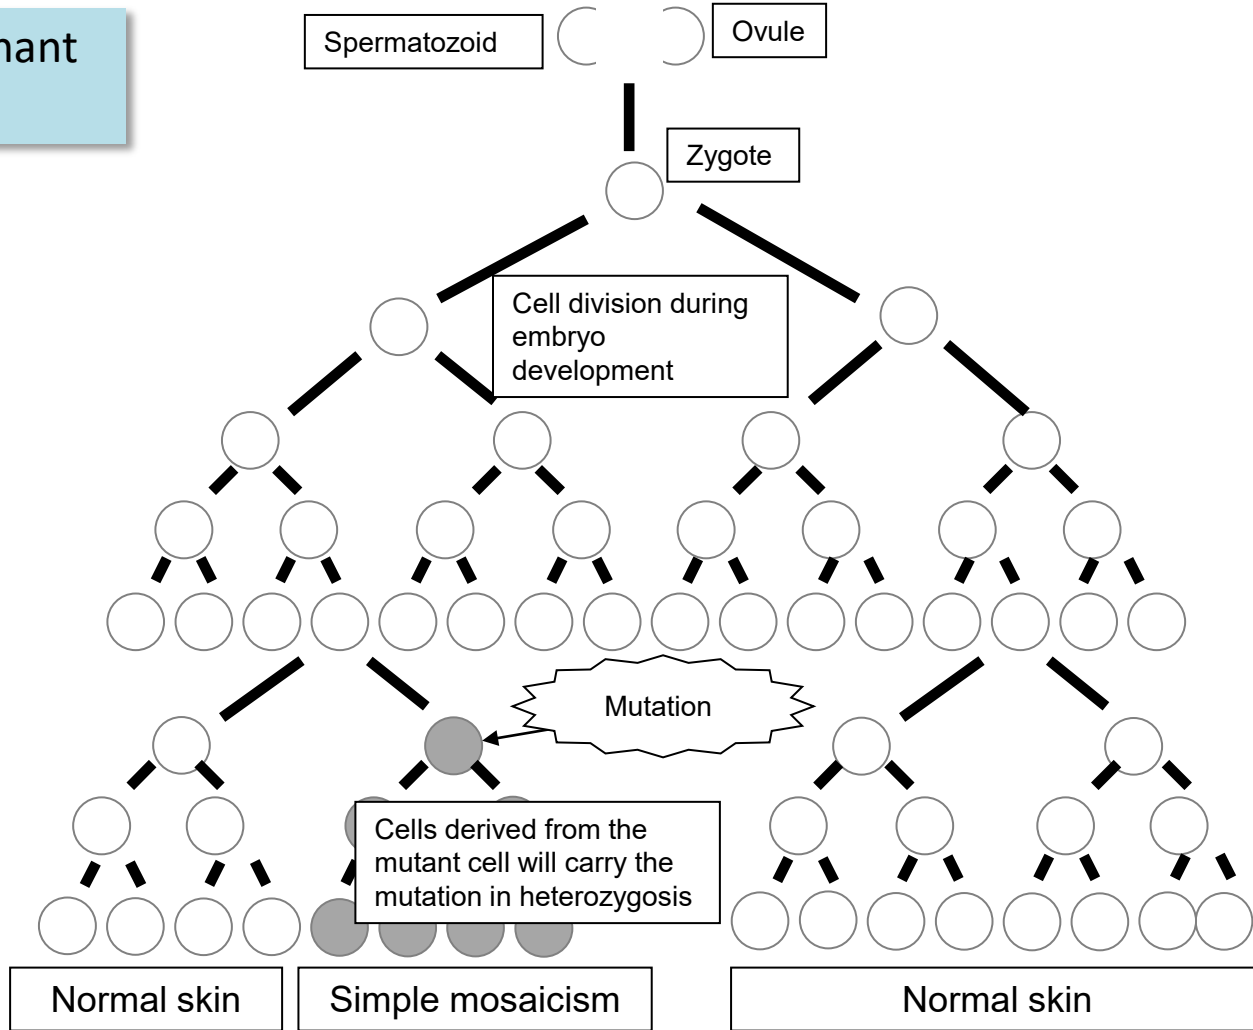 Spermatozoid
Ovule
Zygote
Cell division during
embryo
development
Mutation
Cells derived from the
mutant cell will carry the
mutation in heterozygosis
Normal skin
Simple mosaicism
Normal skin